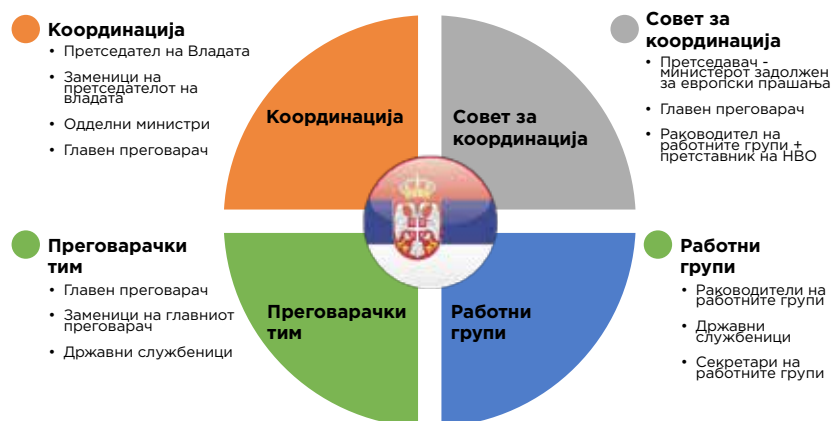 Координација
• Претседател на Владата
• Заменици на
претседателот на
владата
• Одделни министри
• Главен преговарач
Координација
Совет за
координација
Совет за
координација
• Претседавач -
министерот задолжен
за европски прашања
• Главен преговарач
• Раководител на
работните групи +
претставник на НВО
Преговарачки
тим
• Главен преговарач
• Заменици на главниот
преговарач
• Државни службеници
Преговарачки
тим
Работни
групи
Работни
групи
• Раководители на
работните групи
• Државни
службеници
• Секретари на
работните групи